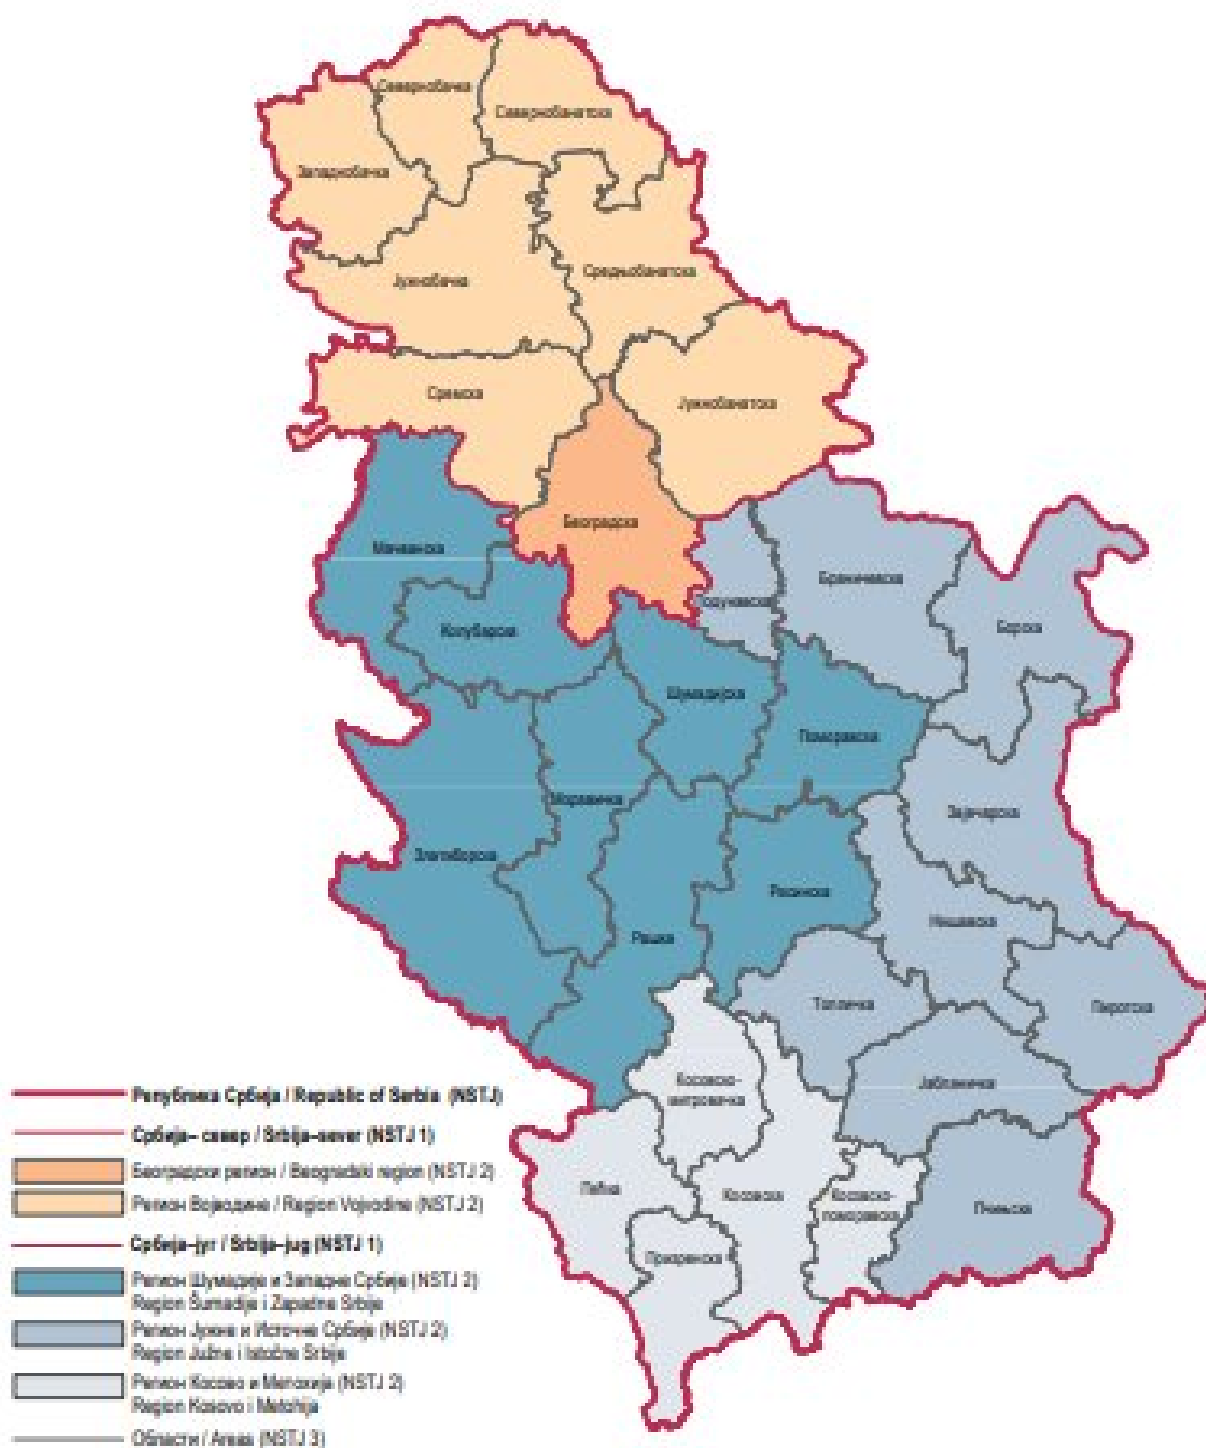 Севернобачка
Севернобанатска
Западнобачка
Јужнобачка
Средњобанатска
Сремска
Јужнобанатска
Београдска
Мачванска
Подунавска
Браничевска
Борска
Колубарска
Шумадијска
Поморавска
Моравичка
Зајечарска
Златиборска
Расинска
Нишавска
Рашка
Топличка
Пиротска
Косовско-
митровачка
Јабланичка
Пећка
Косовска
Косовско-
поморавска
Пчињска
Призренска
Република Србија / Republic of Serbia (NSTJ)
Србија– север / Srbija–sever (NSTJ 1)
Београдски регион / Beogradski region (NSTJ 2)
Регион Војводине / Region Vojvodine (NSTJ 2)
Србија–југ / Srbija–jug (NSTJ 1)
Регион Шумадије и Западне Србије (NSTJ 2)
Region Šumadije i Zapadne Srbije
Регион Јужне и Источне Србије (NSTJ 2)
Region Južne i Istočne Srbije
Регион Косово и Метохија (NSTJ 2)
Region Kosovo i Metohija
Области / Areas (NSTJ 3)